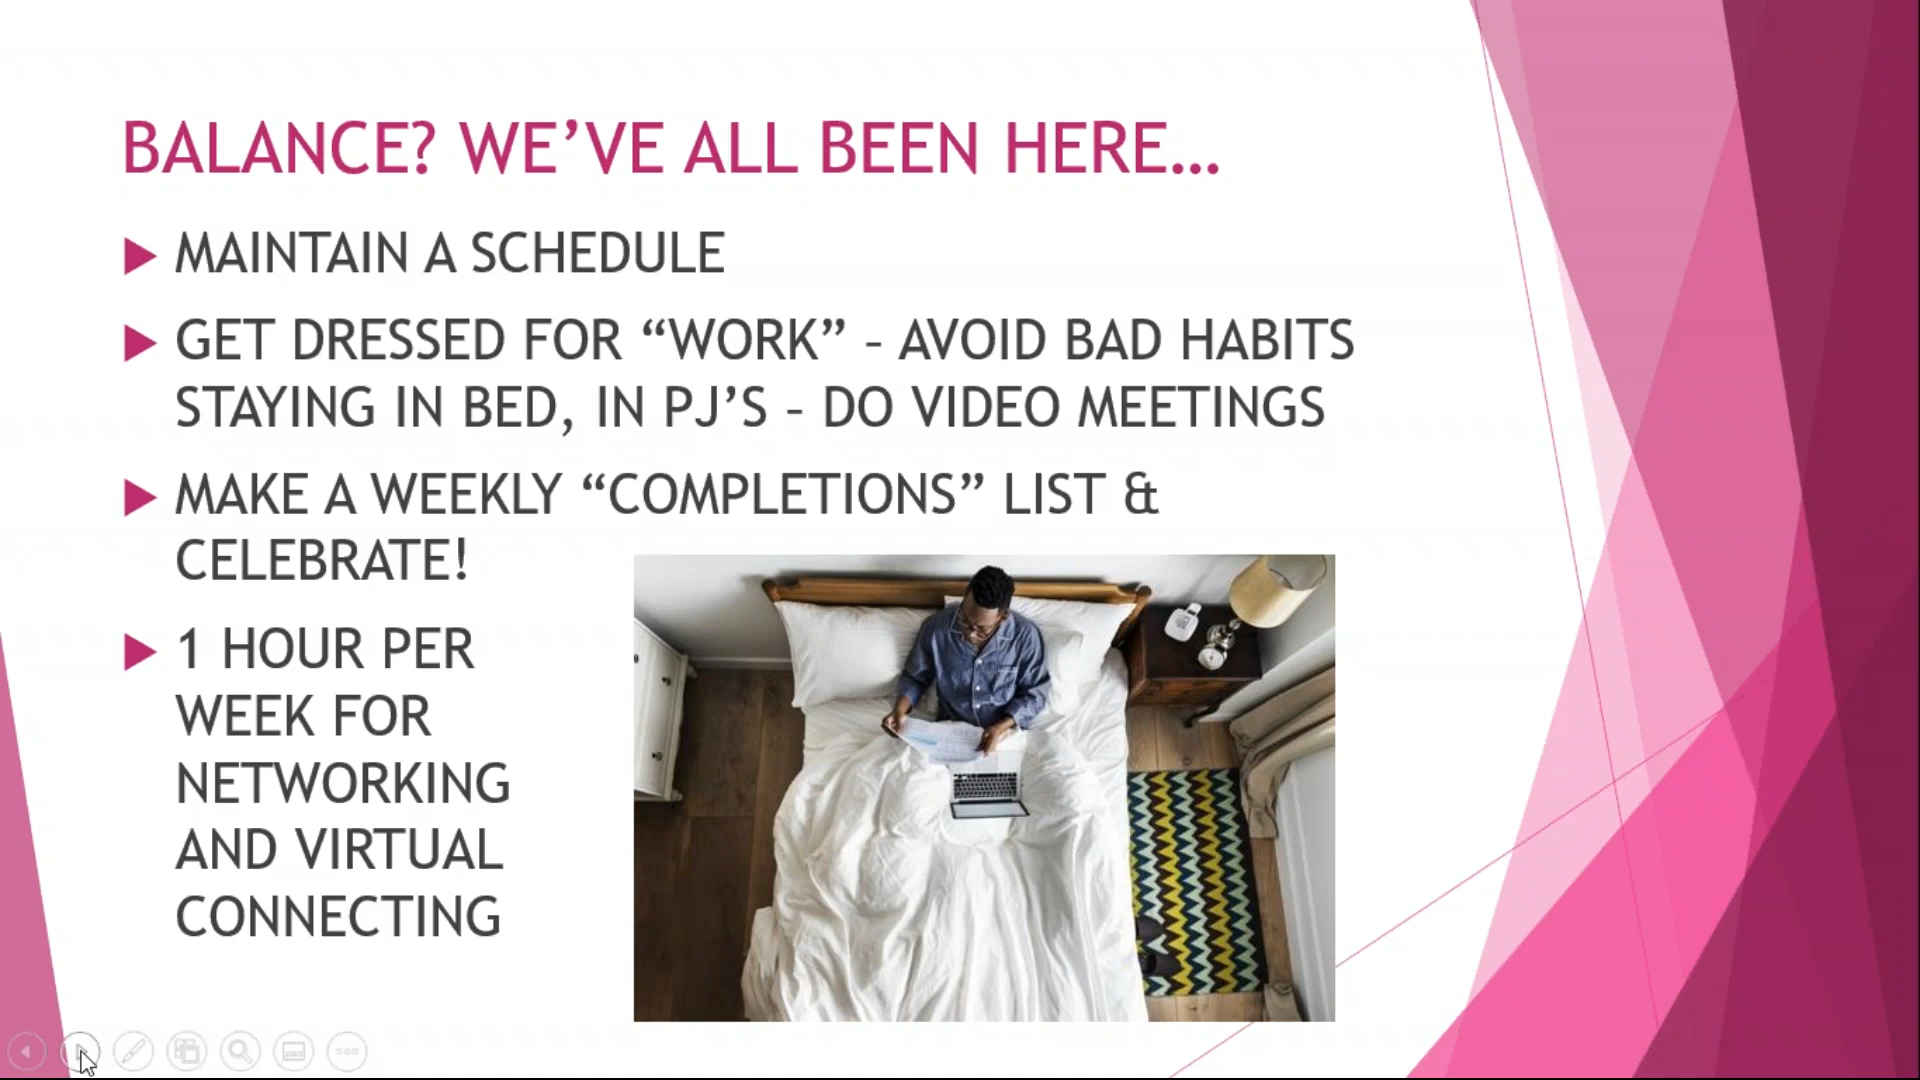 BALANCE? WE’VE ALL BEEN HERE…
MAINTAIN A SCHEDULE
GET DRESSED FOR “WORK” – AVOID BAD HABITS
STAYING IN BED, IN PJ’S – DO VIDEO MEETINGS
MAKE A WEEKLY “COMPLETIONS” LIST &
CELEBRATE!
1 HOUR PER
WEEK FOR
NETWORKING
AND VIRTUAL
CONNECTING